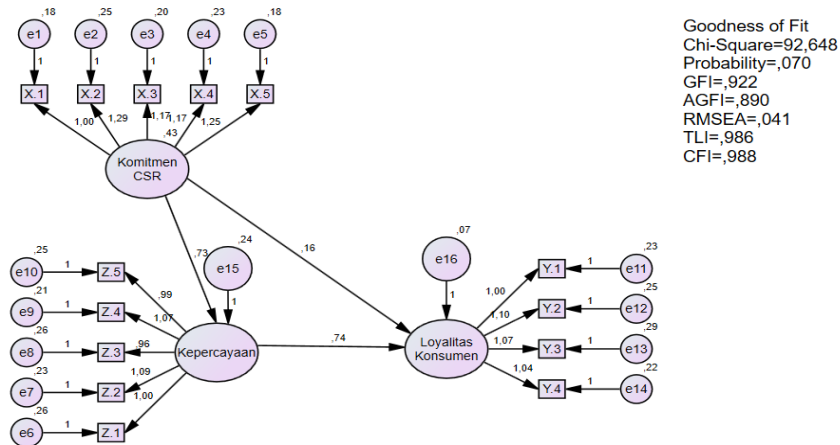 ,18 ,25 ,20 ,23 ,18
e1 e2 e3 e4 e5
1 1 1 1 1
X.1 X.2 X.3 X.4 X.5
1,00 1,29 1,17 1,17 1,25
,43
Komitmen
CSR
Goodness of Fit
Chi-Square=92,648
Probability=,070
GFI=,922
AGFI=,890
RMSEA=,041
TLI=,986
CFI=,988
,73 ,16
,24
e15
1
,07
e16
1
,25
e10 1 Z.5 ,99
,21
e9 1 Z.4 1,07
,26
e8 1 Z.3 ,96
,23
e7 1 Z.2 1,09
,26
e6 1 Z.1 1,00
Kepercayaan
,74
Loyalitas
Konsumen
,23
1,00 Y.1 1 e11
,25
1,10 Y.2 1 e12
,29
1,07 Y.3 1 e13
,22
1,04 Y.4 1 e14